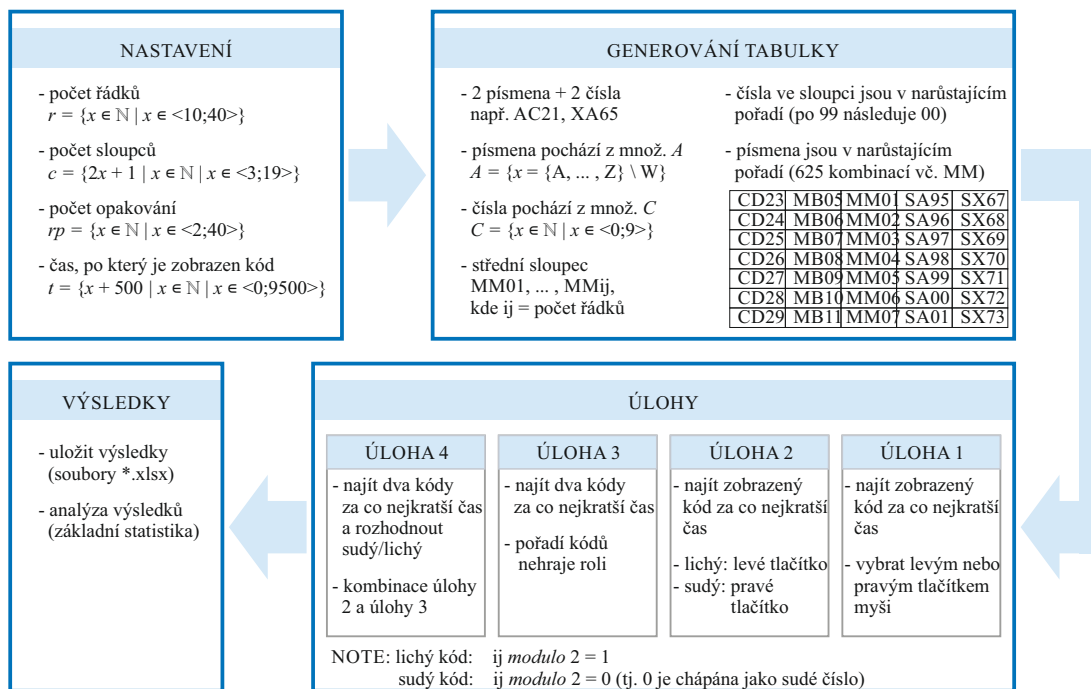 NASTAVENÍ
- počet řádků
r = {x ∈ ℕ | x ∈ <10;40>}
- počet sloupců
c = {2x + 1 | x ∈ ℕ | x ∈ <3;19>}
- počet opakování
rp = {x ∈ ℕ | x ∈ <2;40>}
- čas, po který je zobrazen kód
t = {x + 500 | x ∈ ℕ | x ∈ <0;9500>}
GENEROVÁNÍ TABULKY
- 2 písmena + 2 čísla
např. AC21, XA65
- písmena pochází z množ. A
A = {x = {A, ... , Z} \ W}
- čísla pochází z množ. C
C = {x ∈ ℕ | x ∈ <0;9>}
- střední sloupec
MM01, ... , MMij,
kde ij = počet řádků
- čísla ve sloupci jsou v narůstajícím
pořadí (po 99 následuje 00)
- písmena jsou v narůstajícím
pořadí (625 kombinací vč. MM)
CD23 MB05 MM01 SA95 SX67
CD24 MB06 MM02 SA96 SX68
CD25 MB07 MM03 SA97 SX69
CD26 MB08 MM04 SA98 SX70
CD27 MB09 MM05 SA99 SX71
CD28 MB10 MM06 SA00 SX72
CD29 MB11 MM07 SA01 SX73
VÝSLEDKY
- uložit výsledky
(soubory *.xlsx)
- analýza výsledků
(základní statistika)
ÚLOHY
ÚLOHA 4
- najít dva kódy
za co nejkratší čas
a rozhodnout
sudý/lichý
- kombinace úlohy
2 a úlohy 3
ÚLOHA 3
- najít dva kódy
za co nejkratší čas
- pořadí kódů
nehraje roli
ÚLOHA 2
- najít zobrazený
kód za co nejkratší
čas
- lichý: levé tlačítko
- sudý: pravé
tlačítko
ÚLOHA 1
- najít zobrazený
kód za co nejkratší
čas
- vybrat levým nebo
pravým tlačítkem
myši
NOTE: lichý kód: ij modulo 2 = 1
sudý kód: ij modulo 2 = 0 (tj. 0 je chápána jako sudé číslo)